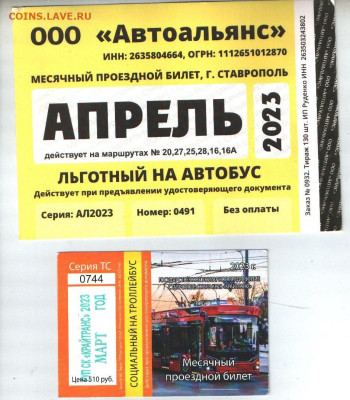 COINS.LAVE.RU
ООО «Автоальянс»
ИНН: 2635804664, ОГРН: 1112651012870
МЕСЯЧНЫЙ ПРОЕЗДНОЙ БИЛЕТ, Г. СТАВРОПОЛЬ
АПРЕЛЬ
2023
действует на маршрутах № 20,27,25,28,16,16А
ЛЬГОТНЫЙ НА АВТОБУС
Действует при предъявлении удостоверяющего документа
Серия: АЛ2023 Номер: 0491 Без оплаты
Заказ № 0932. Тираж 130 шт. ИП Руденко ИНН 263503243802
Серия ТС
0744
СК «КРАЙТРАНС» 2023
МАРТ ГОД
Цена 510 руб.
СОЦИАЛЬНЫЙ НА ТРОЛЛЕЙБУС
2023 г.
Месячный
проездной билет